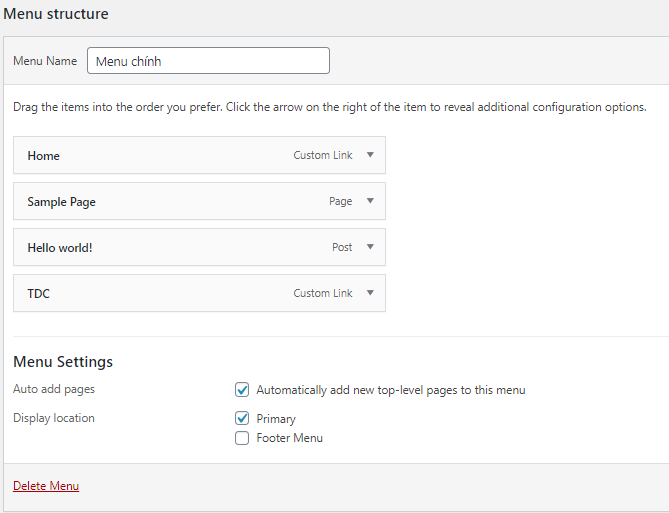 Menu structure
Menu Name Menu chính
Drag the items into the order you prefer. Click the arrow on the right of the item to reveal additional configuration options.
Home Custom Link
Sample Page Page
Hello world! Post
TDC Custom Link
Menu Settings
Auto add pages Automatically add new top-level pages to this menu
Display location Primary
Footer Menu
Delete Menu